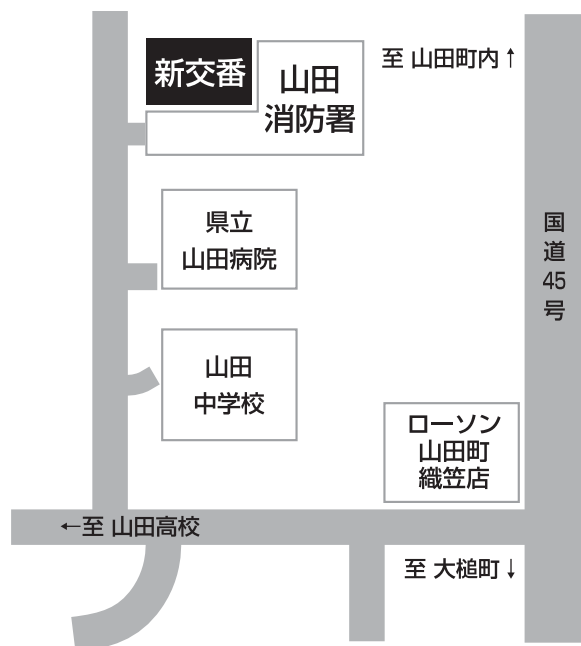 新交番
山田
消防署
至 山田町内↑
県立
山田病院
国道45号
山田
中学校
ローソン
山田町
織笠店
←至 山田高校
至 大槌町↓